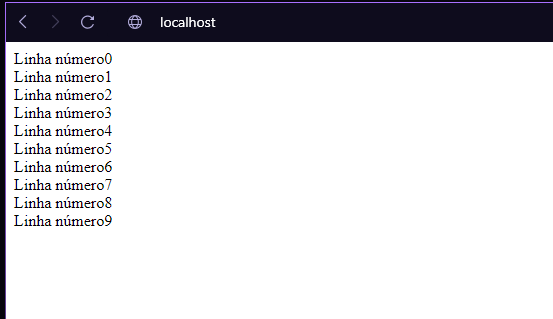 localhost
Linha número0
Linha número1
Linha número2
Linha número3
Linha número4
Linha número5
Linha número6
Linha número7
Linha número8
Linha número9